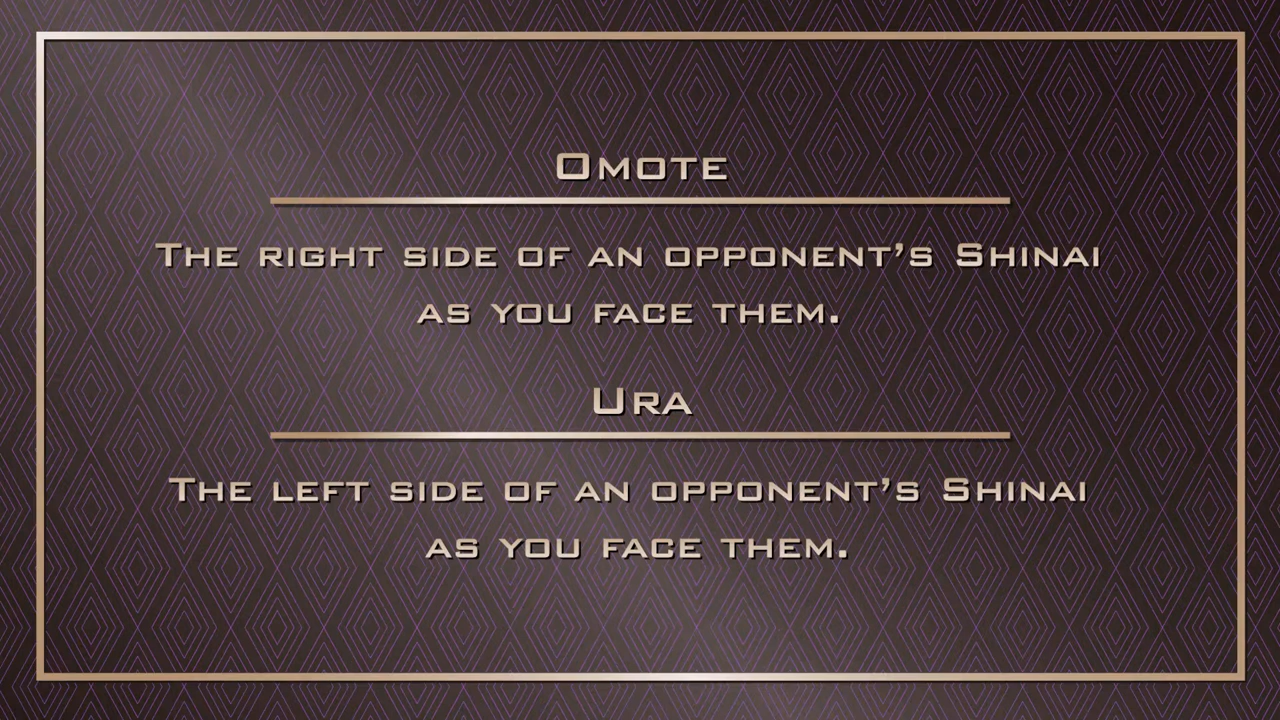 Omote
The right side of an opponent's Shinai
as you face them.
Ura
The left side of an opponent's Shinai
as you face them.